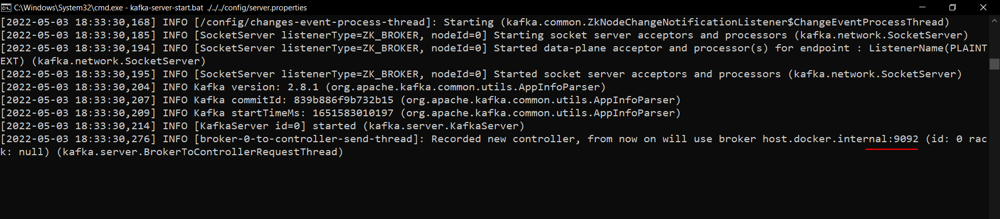 C:\Windows\System32\cmd.exe - kafka-server-start.bat ./../../config/server.properties
[2022-05-03 18:33:30,168] INFO [/config/changes-event-process-thread]: Starting (kafka.common.ZkNodeChangeNotificationListener$ChangeEventProcessThread)
[2022-05-03 18:33:30,185] INFO [SocketServer listenerType=ZK_BROKER, nodeId=0] Starting socket server acceptors and processors (kafka.network.SocketServer)
[2022-05-03 18:33:30,194] INFO [SocketServer listenerType=ZK_BROKER, nodeId=0] Started data-plane acceptor and processor(s) for endpoint : ListenerName(PLAINT
EXT) (kafka.network.SocketServer)
[2022-05-03 18:33:30,195] INFO [SocketServer listenerType=ZK_BROKER, nodeId=0] Started socket server acceptors and processors (kafka.network.SocketServer)
[2022-05-03 18:33:30,204] INFO Kafka version: 2.8.1 (org.apache.kafka.common.utils.AppInfoParser)
[2022-05-03 18:33:30,207] INFO Kafka commitId: 839b886f9b732b15 (org.apache.kafka.common.utils.AppInfoParser)
[2022-05-03 18:33:30,209] INFO Kafka startTimeMs: 1651583010197 (org.apache.kafka.common.utils.AppInfoParser)
[2022-05-03 18:33:30,214] INFO [KafkaServer id=0] started (kafka.server.KafkaServer)
[2022-05-03 18:33:30,276] INFO [broker-0-to-controller-send-thread]: Recorded new controller, from now on will use broker host.docker.internal:9092 (id: 0 rac
k: null) (kafka.server.BrokerToControllerRequestThread)